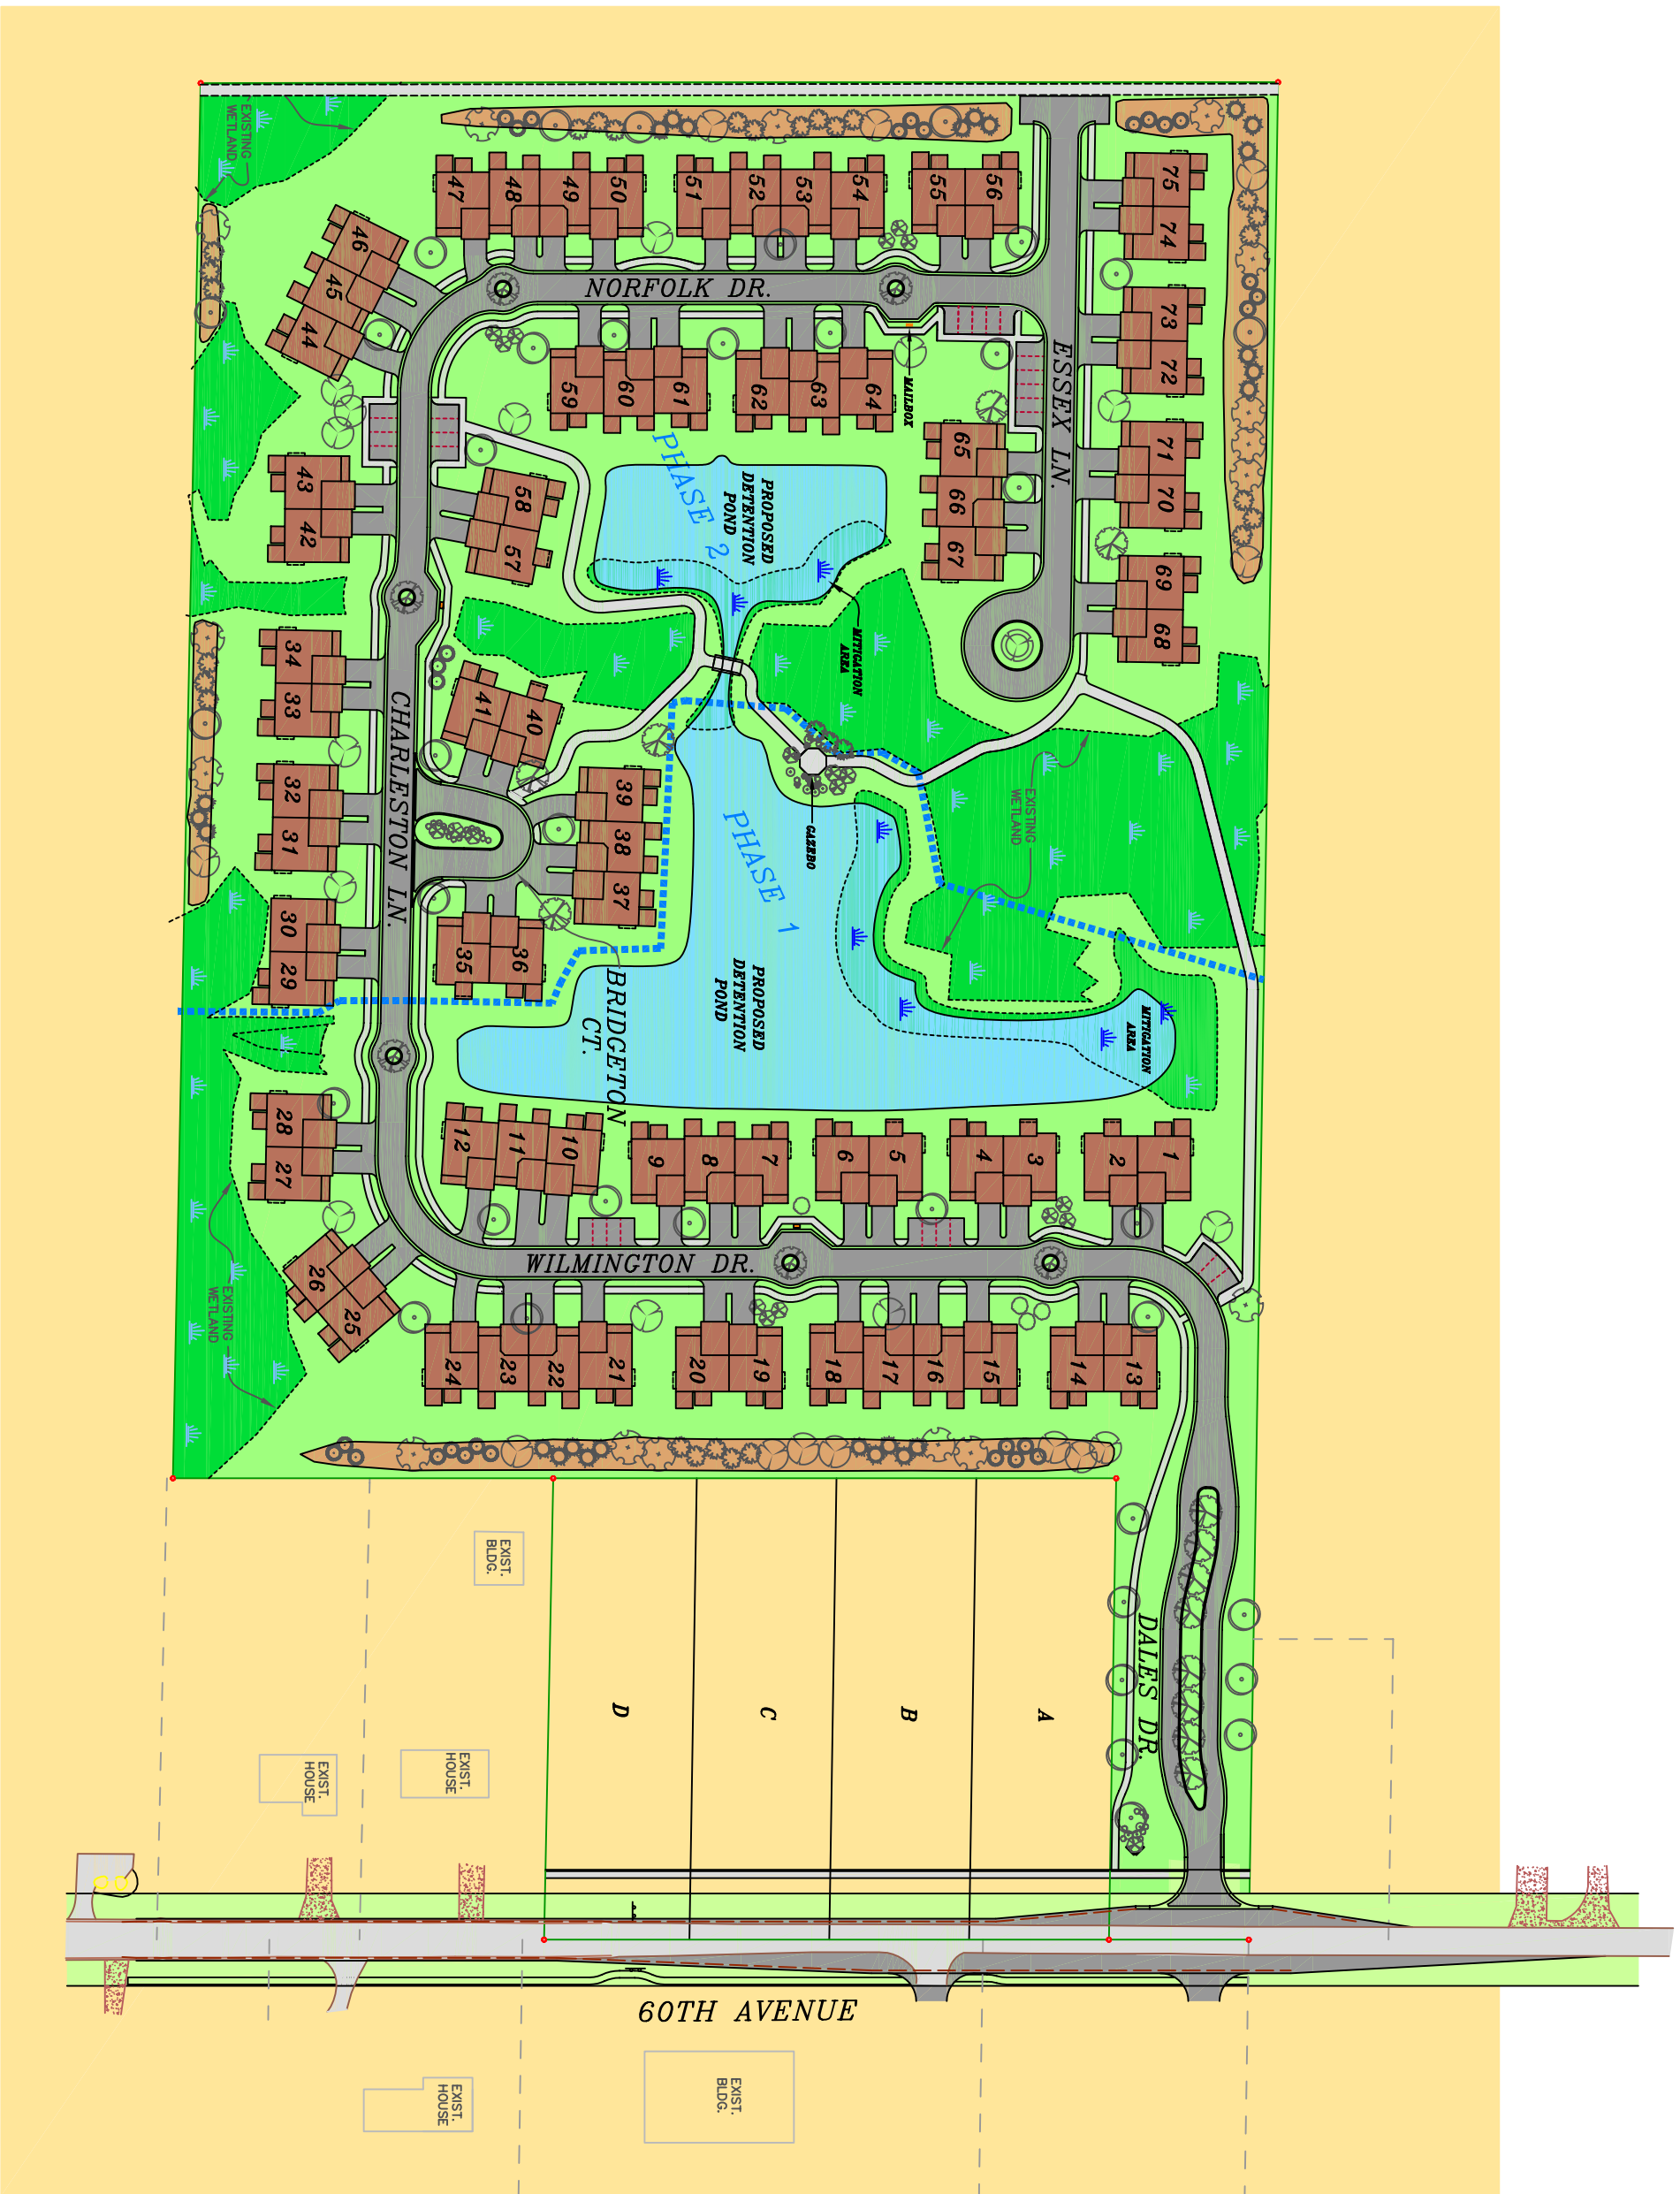 EXISTING
WETLAND
47
48
49
50
51
52
53
54
55
56
75
74
46
45
44
NORFOLK DR.
59
60
61
62
63
64
MAILBOX
ESSEX LN.
73
72
71
70
69
68
65
66
67
43
42
58
57
PHASE 2
PROPOSED
DETENTION
POND
MITIGATION
AREA
34
33
32
31
30
29
CHARLESTON LN.
41
40
39
38
37
36
35
PHASE 1
GAZEBO
EXISTING
WETLAND
PROPOSED
DETENTION
POND
BRIDGETON
CT.
MITIGATION
AREA
28
27
26
25
12
11
10
9
8
7
6
5
4
3
2
1
WILMINGTON DR.
EXISTING
WETLAND
24
23
22
21
20
19
18
17
16
15
14
13
EXIST.
BLDG.
D
C
B
A
DALES DR.
EXIST.
HOUSE
EXIST.
HOUSE
60TH AVENUE
EXIST.
HOUSE
EXIST.
BLDG.